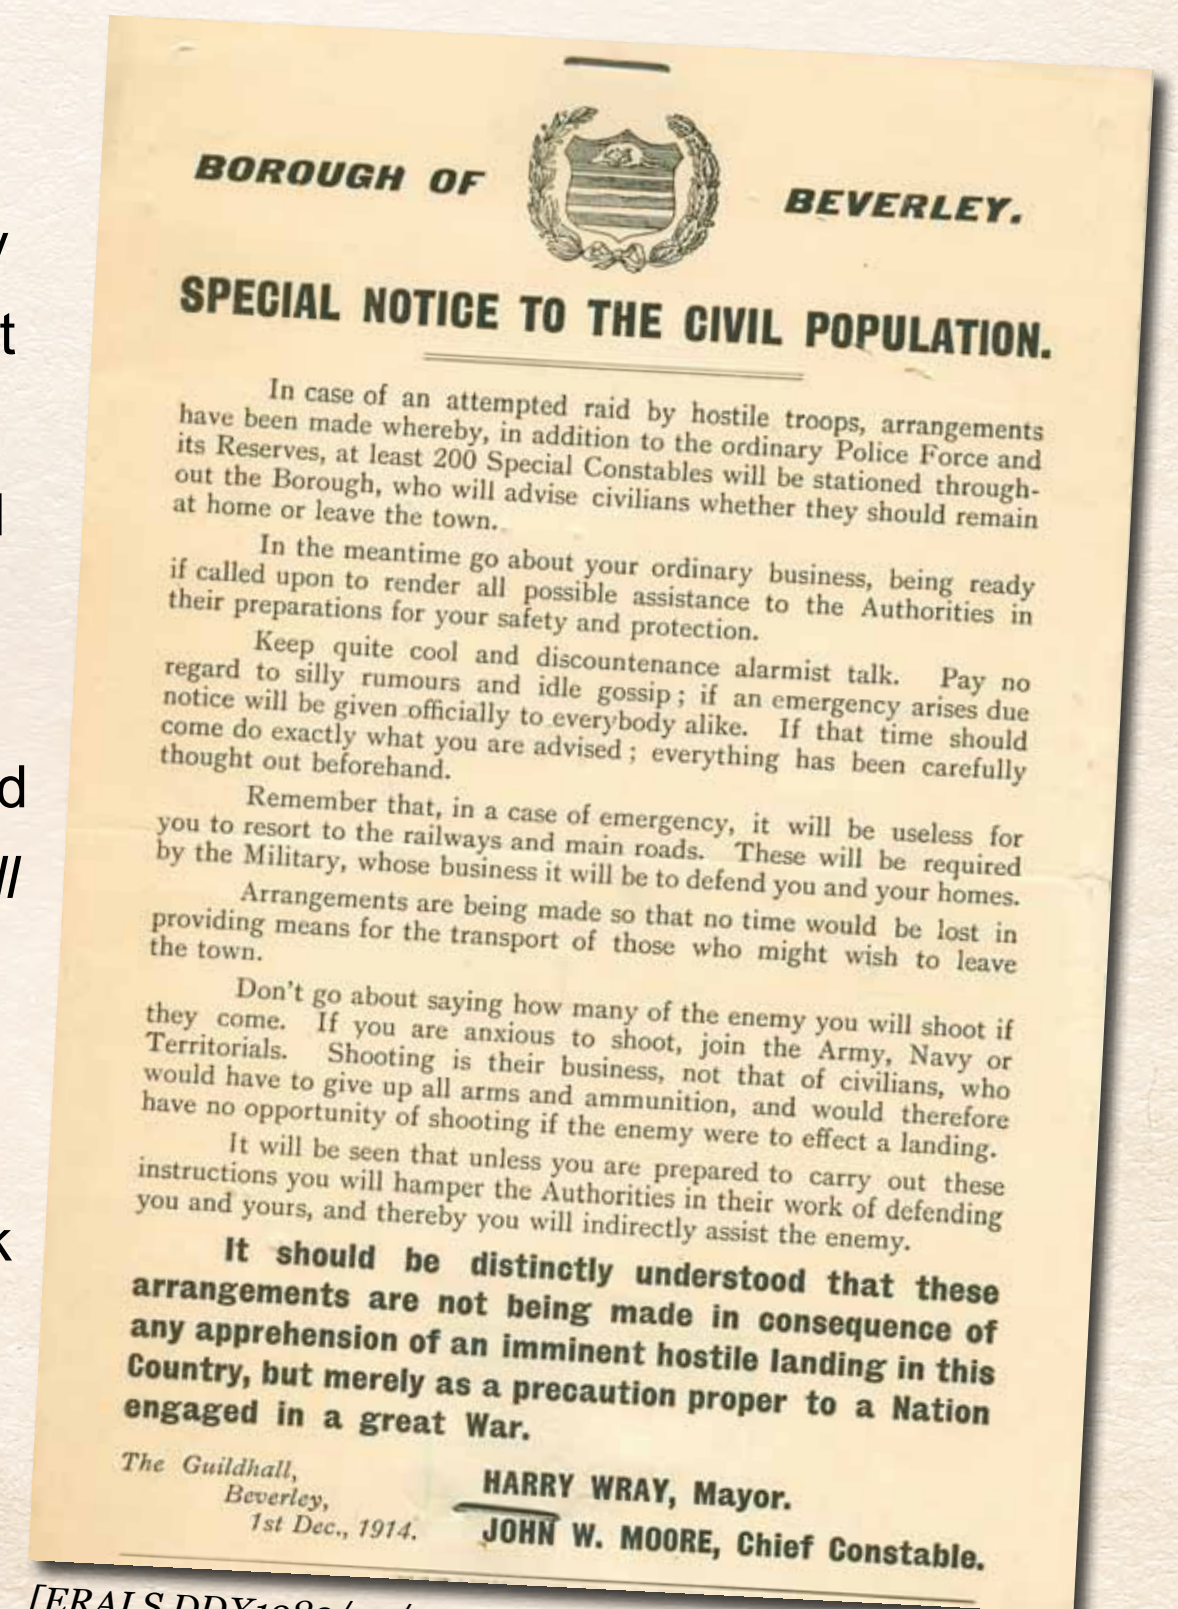 BOROUGH OF BEVERLEY.
SPECIAL NOTICE TO THE CIVIL POPULATION.
In case of an attempted raid by hostile troops, arrangements
have been made whereby, in addition to the ordinary Police Force and
its Reserves, at least 200 Special Constables will be stationed through-
out the Borough, who will advise civilians whether they should remain
at home or leave the town.
In the meantime go about your ordinary business, being ready
if called upon to render all possible assistance to the Authorities in
their preparations for your safety and protection.
Keep quite cool and discountenance alarmist talk. Pay no
regard to silly rumours and idle gossip; if an emergency arises due
notice will be given officially to everybody alike. If that time should
come do exactly what you are advised; everything has been carefully
thought out beforehand.
Remember that, in a case of emergency, it will be useless for
you to resort to the railways and main roads. These will be required
by the Military, whose business it will be to defend you and your homes.
Arrangements are being made so that no time would be lost in
providing means for the transport of those who might wish to leave
the town.
Don't go about saying how many of the enemy you will shoot if
they come. If you are anxious to shoot, join the Army, Navy or
Territorials. Shooting is their business, not that of civilians, who
would have to give up all arms and ammunition, and would therefore
have no opportunity of shooting if the enemy were to effect a landing.
It will be seen that unless you are prepared to carry out these
instructions you will hamper the Authorities in their work of defending
you and yours, and thereby you will indirectly assist the enemy.
It should be distinctly understood that these
arrangements are not being made in consequence of
any apprehension of an imminent hostile landing in this
Country, but merely as a precaution proper to a Nation
engaged in a great War.
The Guildhall,
Beverley,
1st Dec., 1914.
HARRY WRAY, Mayor.
JOHN W. MOORE, Chief Constable.
[ERALS